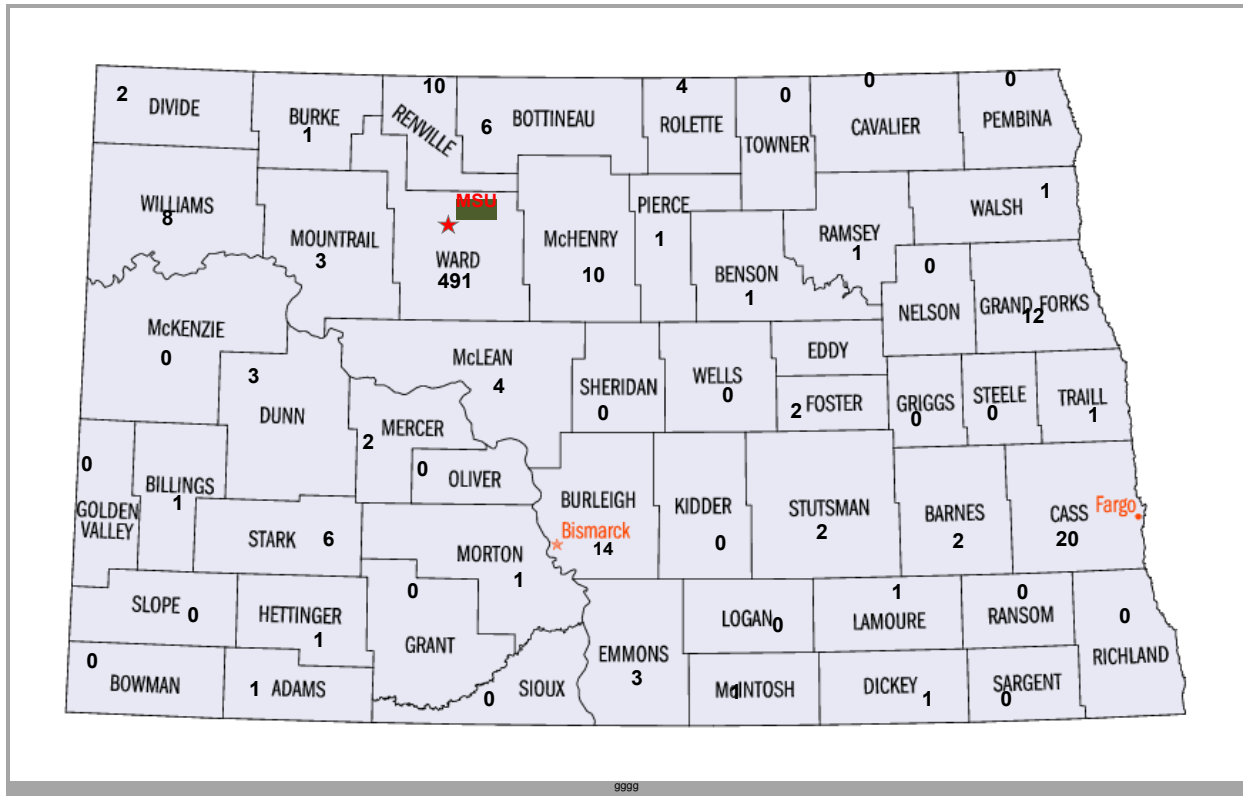 2 DIVIDE
BURKE
1
10
RENVILLE
6 BOTTINEAU
4
ROLETTE
0
TOWNER
0
CAVALIER
0
PEMBINA
WILLIAMS
8
MOUNTRAIL
3
MSU
WARD
491
McHENRY
10
PIERCE
1
BENSON
1
RAMSEY
1
1
WALSH
0
NELSON
GRAND FORKS
12
McKENZIE
0
3
DUNN
McLEAN
4
SHERIDAN
0
WELLS
0
EDDY
2 FOSTER
GRIGGS
0
STEELE
0
TRAILL
1
MERCER
2
0
OLIVER
0
GOLDEN
VALLEY
BILLINGS
1
STARK 6
BURLEIGH
Bismarck
14
KIDDER
0
STUTSMAN
2
BARNES
2
CASS
20
Fargo
MORTON
1
SLOPE 0
HETTINGER
1
0
GRANT
EMMONS
3
LOGAN 0
1
LAMOURE
0
RANSOM
0
RICHLAND
0
BOWMAN
1 ADAMS
0 SIOUX
McINTOSH
1
DICKEY
1
SARGENT
0
9999